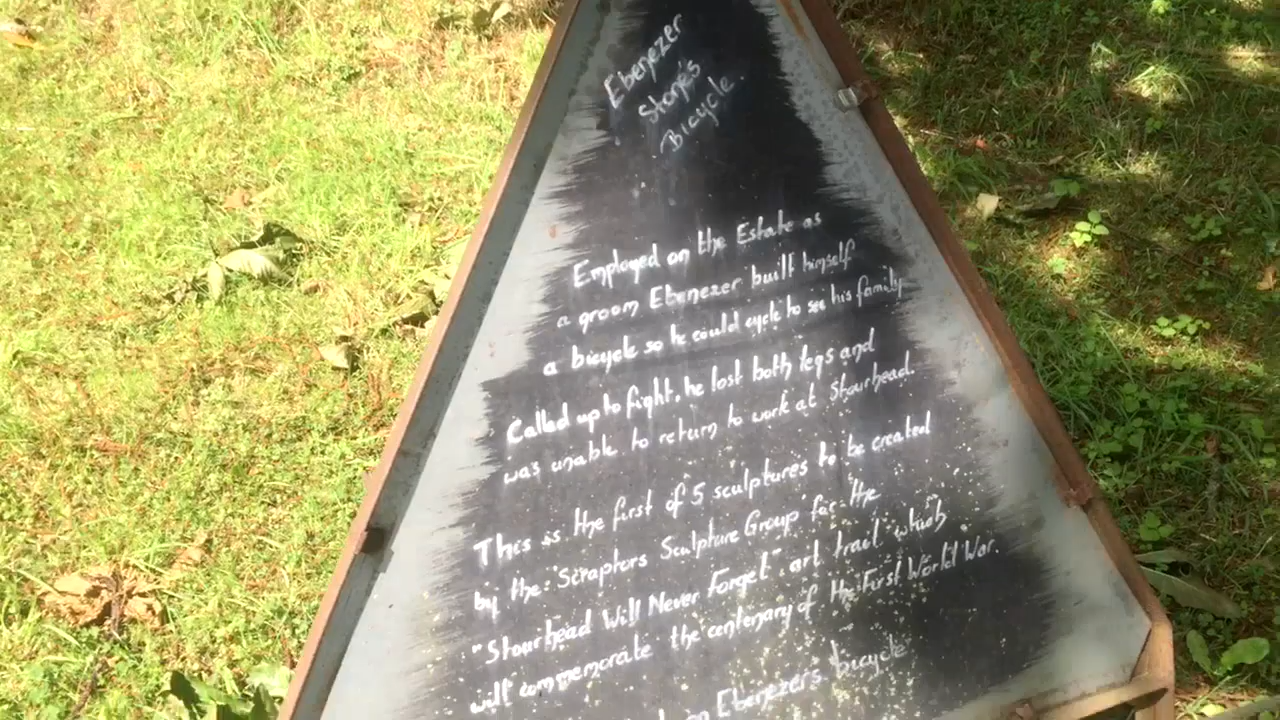 Ebenezer
Stone's
Bicycle.
Employed on the Estate as
a groom Ebenezer built himself
a bicycle so he could cycle to see his family
Called up to fight, he lost both legs and
was unable to return to work at Stourhead.
This is the first of 5 sculptures to be created
by the Scraptors Sculpture Group for the
"Stourhead Will Never Forget" art trail which
will commemorate the centenary of the First World War.
on Ebenezer's bicycle